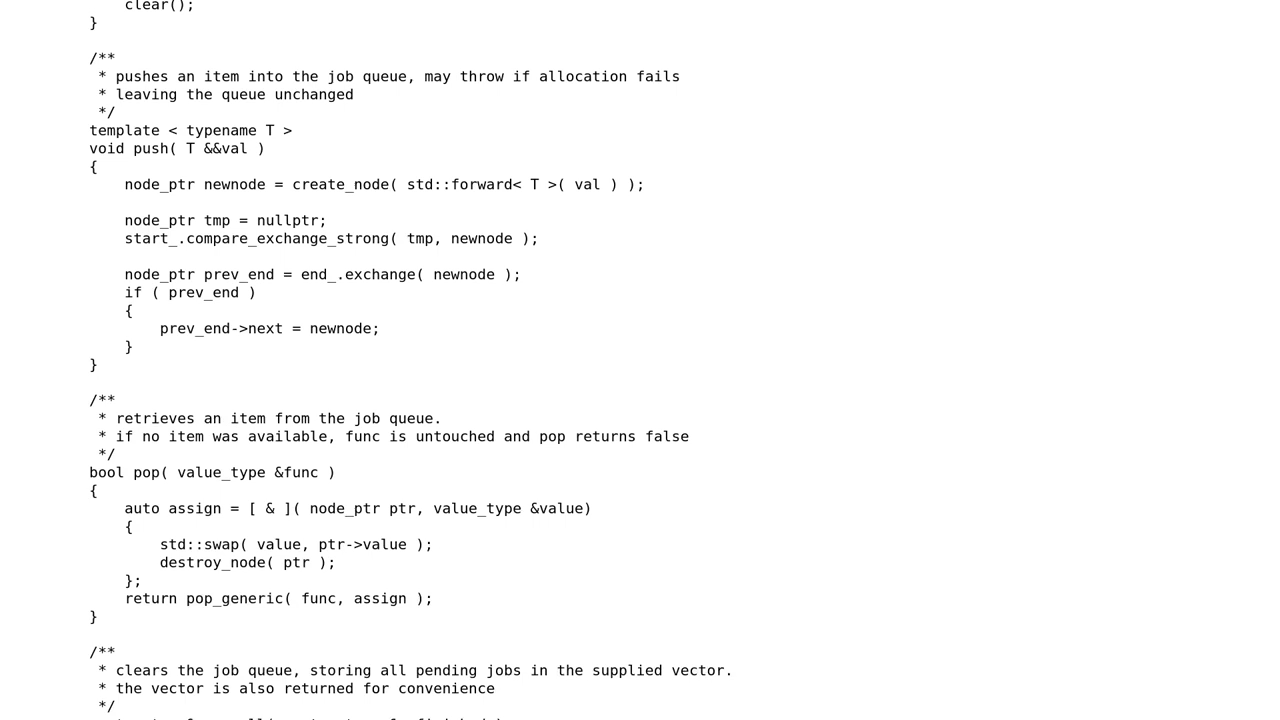 clear();
}
/**
* pushes an item into the job queue, may throw if allocation fails
* leaving the queue unchanged
*/
template < typename T >
void push( T &&val )
{
node_ptr newnode = create_node( std::forward< T >( val ) );
node_ptr tmp = nullptr;
start_.compare_exchange_strong( tmp, newnode );
node_ptr prev_end = end_.exchange( newnode );
if ( prev_end )
{
prev_end->next = newnode;
}
}
/**
* retrieves an item from the job queue.
* if no item was available, func is untouched and pop returns false
*/
bool pop( value_type &func )
{
auto assign = [ & ]( node_ptr ptr, value_type &value)
{
std::swap( value, ptr->value );
destroy_node( ptr );
};
return pop_generic( func, assign );
}
/**
* clears the job queue, storing all pending jobs in the supplied vector.
* the vector is also returned for convenience
*/